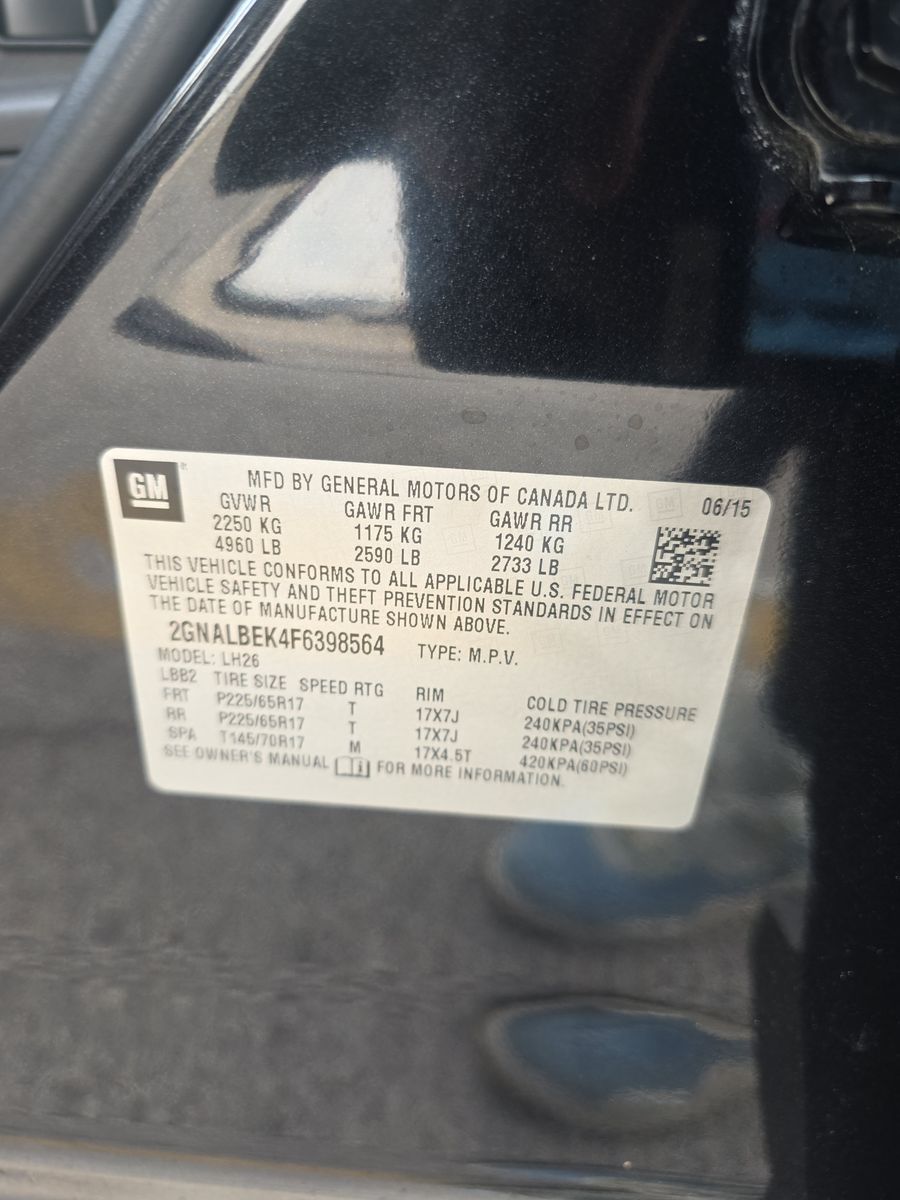 GM
MFD BY GENERAL MOTORS OF CANADA LTD. 06/15
GVWR GAWR FRT GAWR RR
2250 KG 1175 KG 1240 KG
4960 LB 2590 LB 2733 LB
THIS VEHICLE CONFORMS TO ALL APPLICABLE U.S. FEDERAL MOTOR
VEHICLE SAFETY AND THEFT PREVENTION STANDARDS IN EFFECT ON
THE DATE OF MANUFACTURE SHOWN ABOVE.
2GNALBEK4F6398564 TYPE: M.P.V.
MODEL: LH26
LBB2 TIRE SIZE SPEED RTG RIM COLD TIRE PRESSURE
FRT P225/65R17 T 17X7J 240KPA(35PSI)
RR P225/65R17 T 17X7J 240KPA(35PSI)
SPA T145/70R17 M 17X4.5T 420KPA(60PSI)
SEE OWNER'S MANUAL FOR MORE INFORMATION.